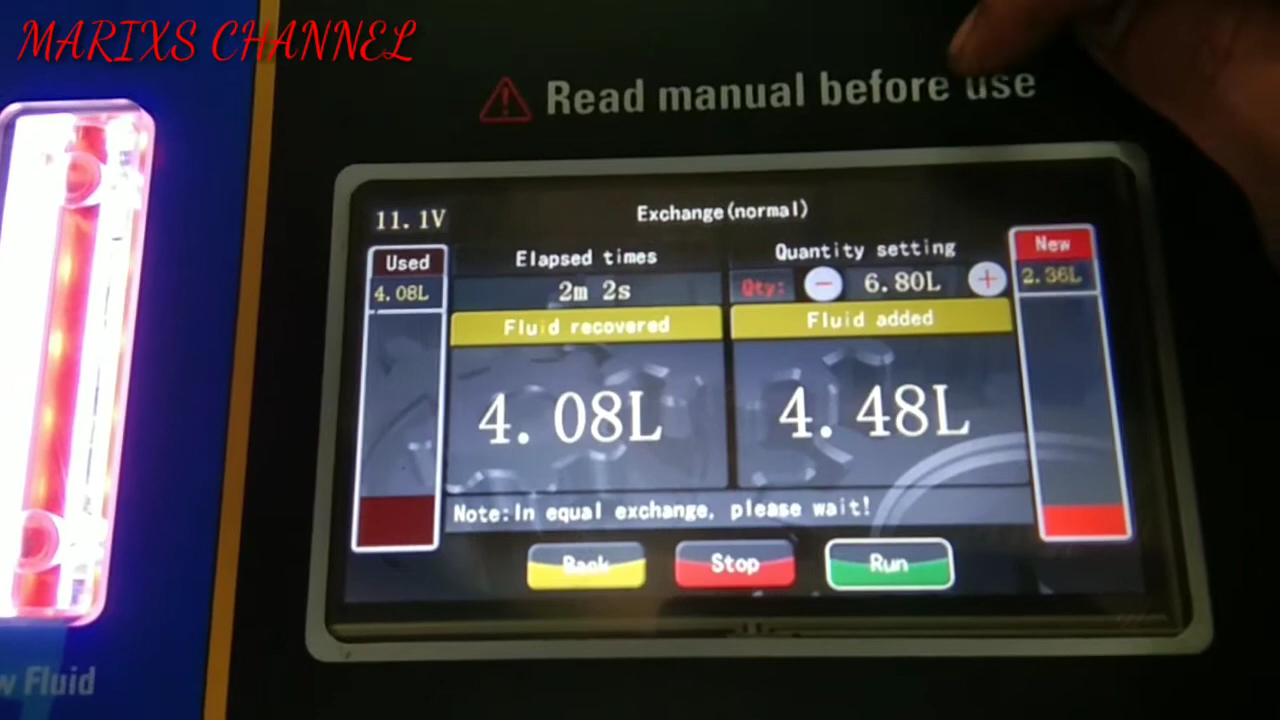 MARIXS CHANNEL
Read manual before use
11.1V
Exchange(normal)
Used
4.08L
Elapsed times
2m 2s
Fluid recovered
4.08L
Quantity setting
Qty: − 6.80L +
Fluid added
4.48L
New
2.36L
Note:In equal exchange, please wait!
Back
Stop
Run
Fluid